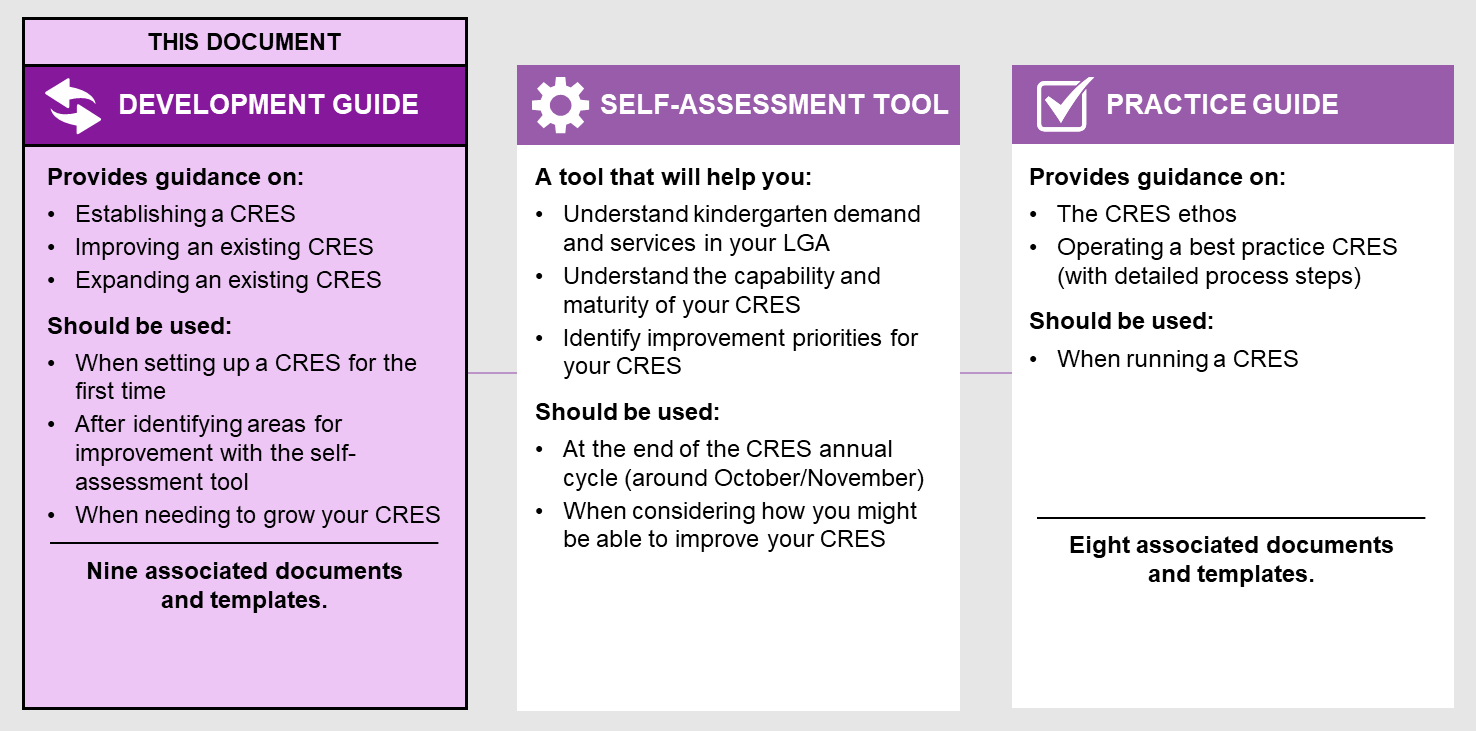 THIS DOCUMENT
DEVELOPMENT GUIDE
Provides guidance on:
• Establishing a CRES
• Improving an existing CRES
• Expanding an existing CRES
Should be used:
• When setting up a CRES for the
first time
• After identifying areas for
improvement with the self-
assessment tool
• When needing to grow your CRES
Nine associated documents
and templates.
SELF-ASSESSMENT TOOL
A tool that will help you:
• Understand kindergarten demand
and services in your LGA
• Understand the capability and
maturity of your CRES
• Identify improvement priorities for
your CRES
Should be used:
• At the end of the CRES annual
cycle (around October/November)
• When considering how you might
be able to improve your CRES
PRACTICE GUIDE
Provides guidance on:
• The CRES ethos
• Operating a best practice CRES
(with detailed process steps)
Should be used:
• When running a CRES
Eight associated documents
and templates.